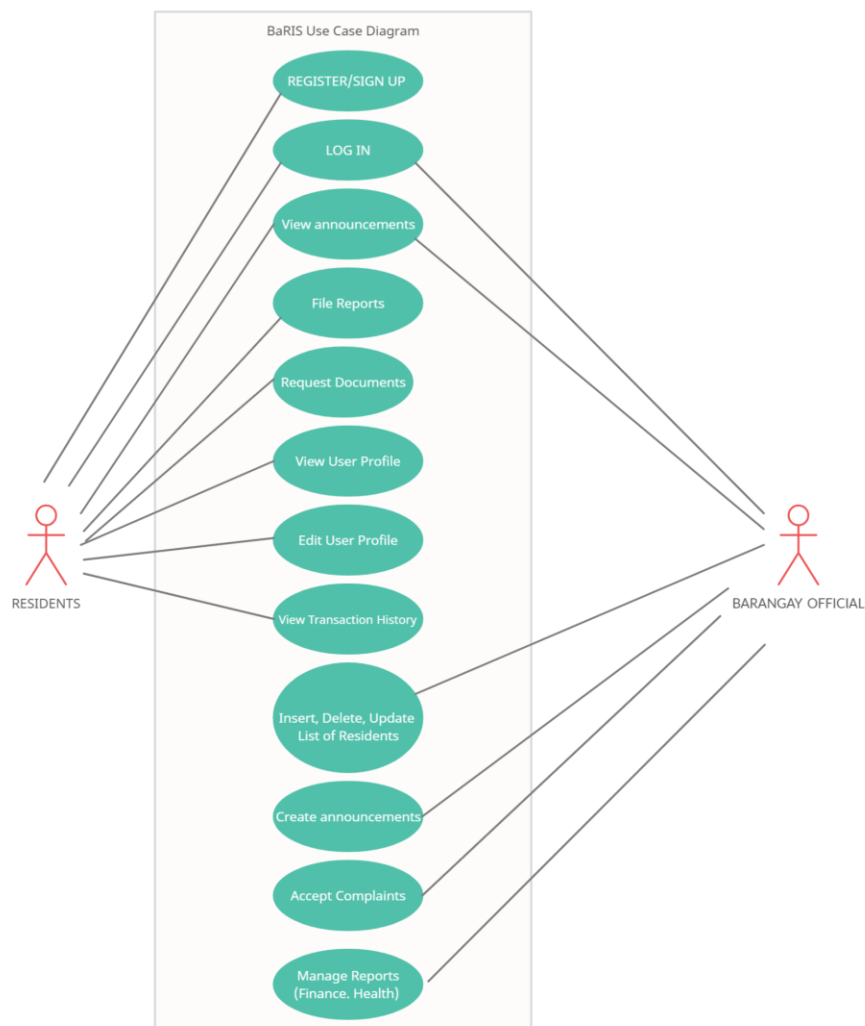 BaRIS Use Case Diagram
REGISTER/SIGN UP
LOG IN
View announcements
File Reports
Request Documents
View User Profile
Edit User Profile
RESIDENTS
BARANGAY OFFICIAL
View Transaction History
Insert, Delete, Update
List of Residents
Create announcements
Accept Complaints
Manage Reports
(Finance. Health)